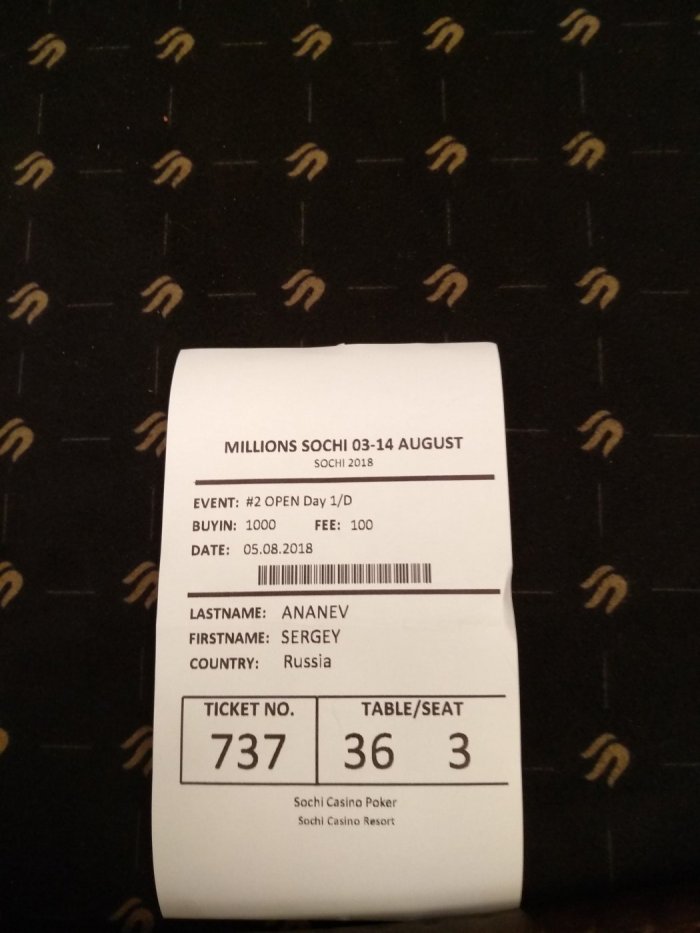 MILLIONS SOCHI 03-14 AUGUST
SOCHI 2018
EVENT: #2 OPEN Day 1/D
BUYIN: 1000 FEE: 100
DATE: 05.08.2018
LASTNAME: ANANEV
FIRSTNAME: SERGEY
COUNTRY: Russia
TICKET NO. TABLE/SEAT
737 36 3
Sochi Casino Poker
Sochi Casino Resort